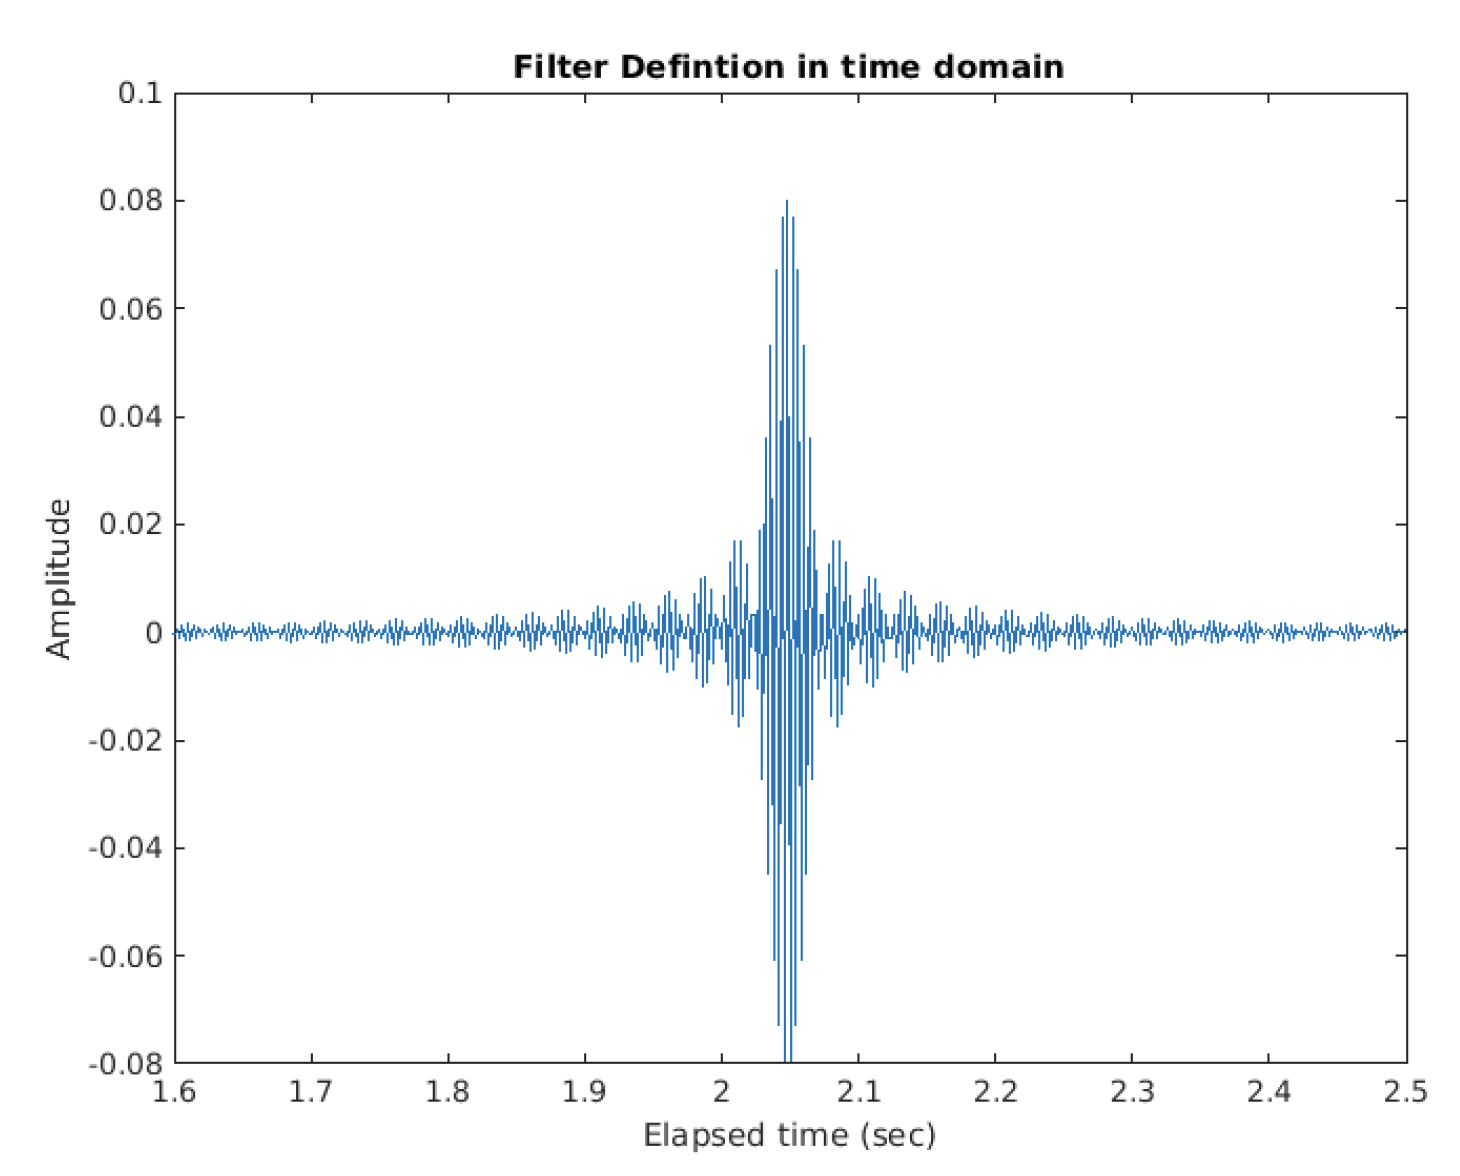 Filter Defintion in time domain
0.1
0.08
0.06
0.04
0.02
0
-0.02
-0.04
-0.06
-0.08
Amplitude
1.6 1.7 1.8 1.9 2 2.1 2.2 2.3 2.4 2.5
Elapsed time (sec)